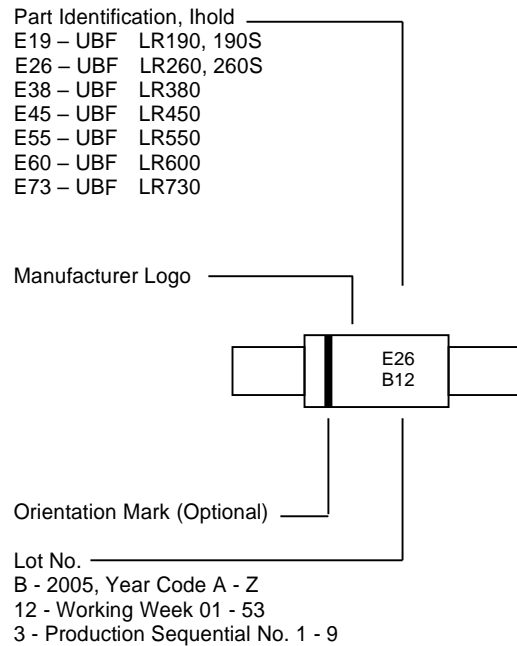 Part Identification, Ihold
E19 – UBF LR190, 190S
E26 – UBF LR260, 260S
E38 – UBF LR380
E45 – UBF LR450
E55 – UBF LR550
E60 – UBF LR600
E73 – UBF LR730
Manufacturer Logo
E26
B12
Orientation Mark (Optional)
Lot No.
B - 2005, Year Code A - Z
12 - Working Week 01 - 53
3 - Production Sequential No. 1 - 9